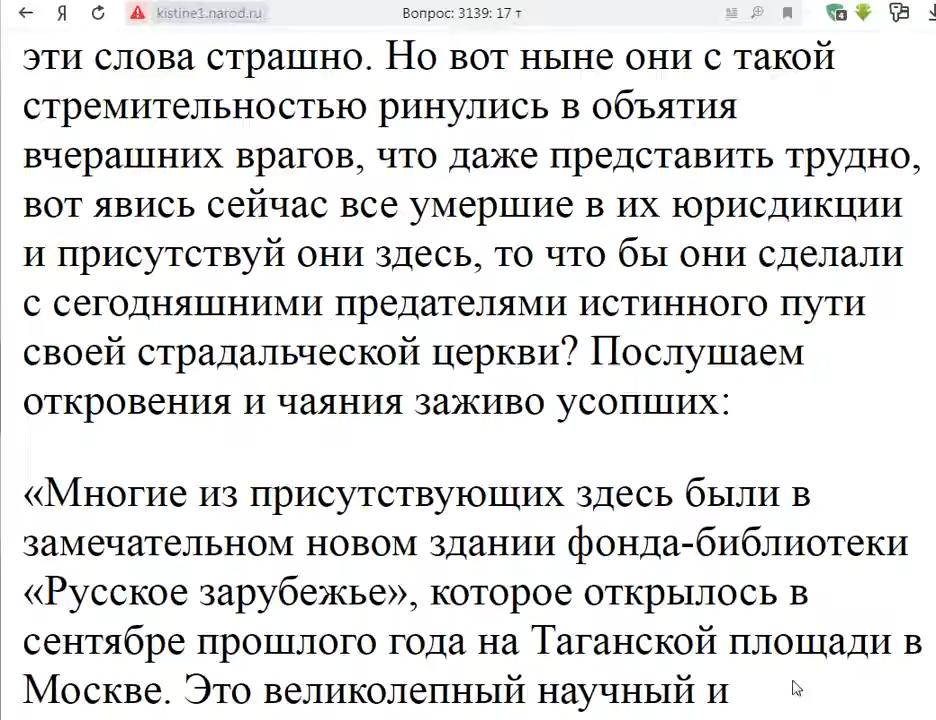 kistine1.narod.ru
Вопрос: 3139: 17 т
эти слова страшно. Но вот ныне они с такой
стремительностью ринулись в объятия
вчерашних врагов, что даже представить трудно,
вот явись сейчас все умершие в их юрисдикции
и присутствуй они здесь, то что бы они сделали
с сегодняшними предателями истинного пути
своей страдальческой церкви? Послушаем
откровения и чаяния заживо усопших:
«Многие из присутствующих здесь были в
замечательном новом здании фонда-библиотеки
«Русское зарубежье», которое открылось в
сентябре прошлого года на Таганской площади в
Москве. Это великолепный научный и